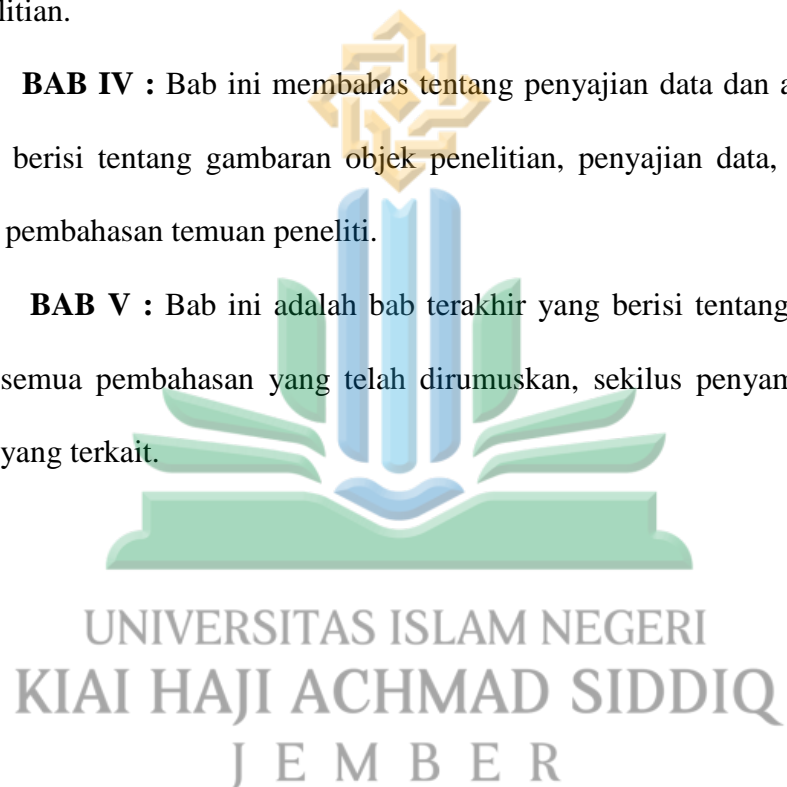 litian.
BAB IV : Bab ini membahas tentang penyajian data dan a
berisi tentang gambaran objek penelitian, penyajian data,
pembahasan temuan peneliti.
BAB V : Bab ini adalah bab terakhir yang berisi tentang
semua pembahasan yang telah dirumuskan, sekilus penyam
yang terkait.
UNIVERSITAS ISLAM NEGERI
KIAI HAJI ACHMAD SIDDIQ
JEMBER